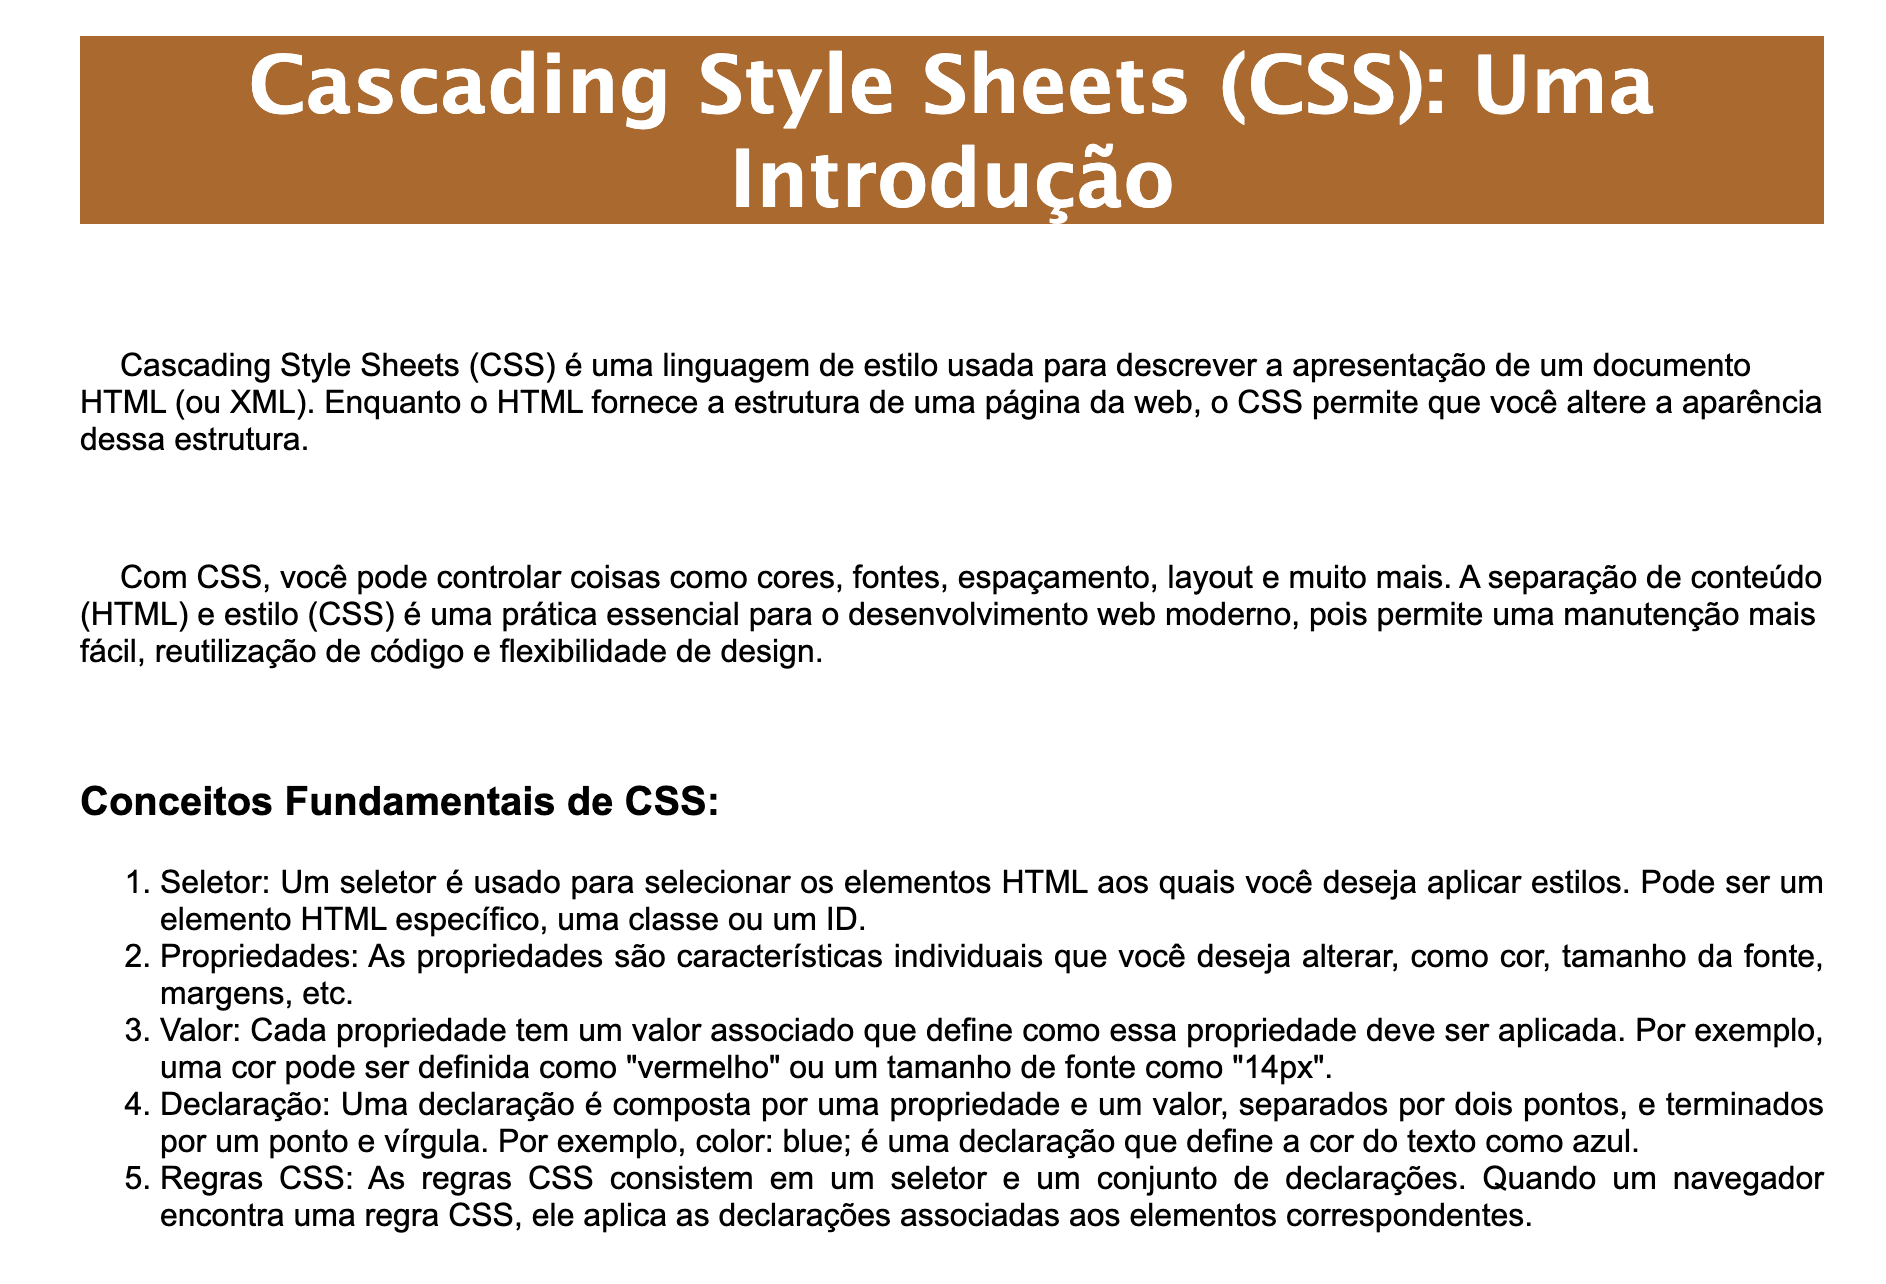 Cascading Style Sheets (CSS): Uma
Introdução
Cascading Style Sheets (CSS) é uma linguagem de estilo usada para descrever a apresentação de um documento
HTML (ou XML). Enquanto o HTML fornece a estrutura de uma página da web, o CSS permite que você altere a aparência
dessa estrutura.
Com CSS, você pode controlar coisas como cores, fontes, espaçamento, layout e muito mais. A separação de conteúdo
(HTML) e estilo (CSS) é uma prática essencial para o desenvolvimento web moderno, pois permite uma manutenção mais
fácil, reutilização de código e flexibilidade de design.
Conceitos Fundamentais de CSS:
1. Seletor: Um seletor é usado para selecionar os elementos HTML aos quais você deseja aplicar estilos. Pode ser um
elemento HTML específico, uma classe ou um ID.
2. Propriedades: As propriedades são características individuais que você deseja alterar, como cor, tamanho da fonte,
margens, etc.
3. Valor: Cada propriedade tem um valor associado que define como essa propriedade deve ser aplicada. Por exemplo,
uma cor pode ser definida como "vermelho" ou um tamanho de fonte como "14px".
4. Declaração: Uma declaração é composta por uma propriedade e um valor, separados por dois pontos, e terminados
por um ponto e vírgula. Por exemplo, color: blue; é uma declaração que define a cor do texto como azul.
5. Regras CSS: As regras CSS consistem em um seletor e um conjunto de declarações. Quando um navegador
encontra uma regra CSS, ele aplica as declarações associadas aos elementos correspondentes.